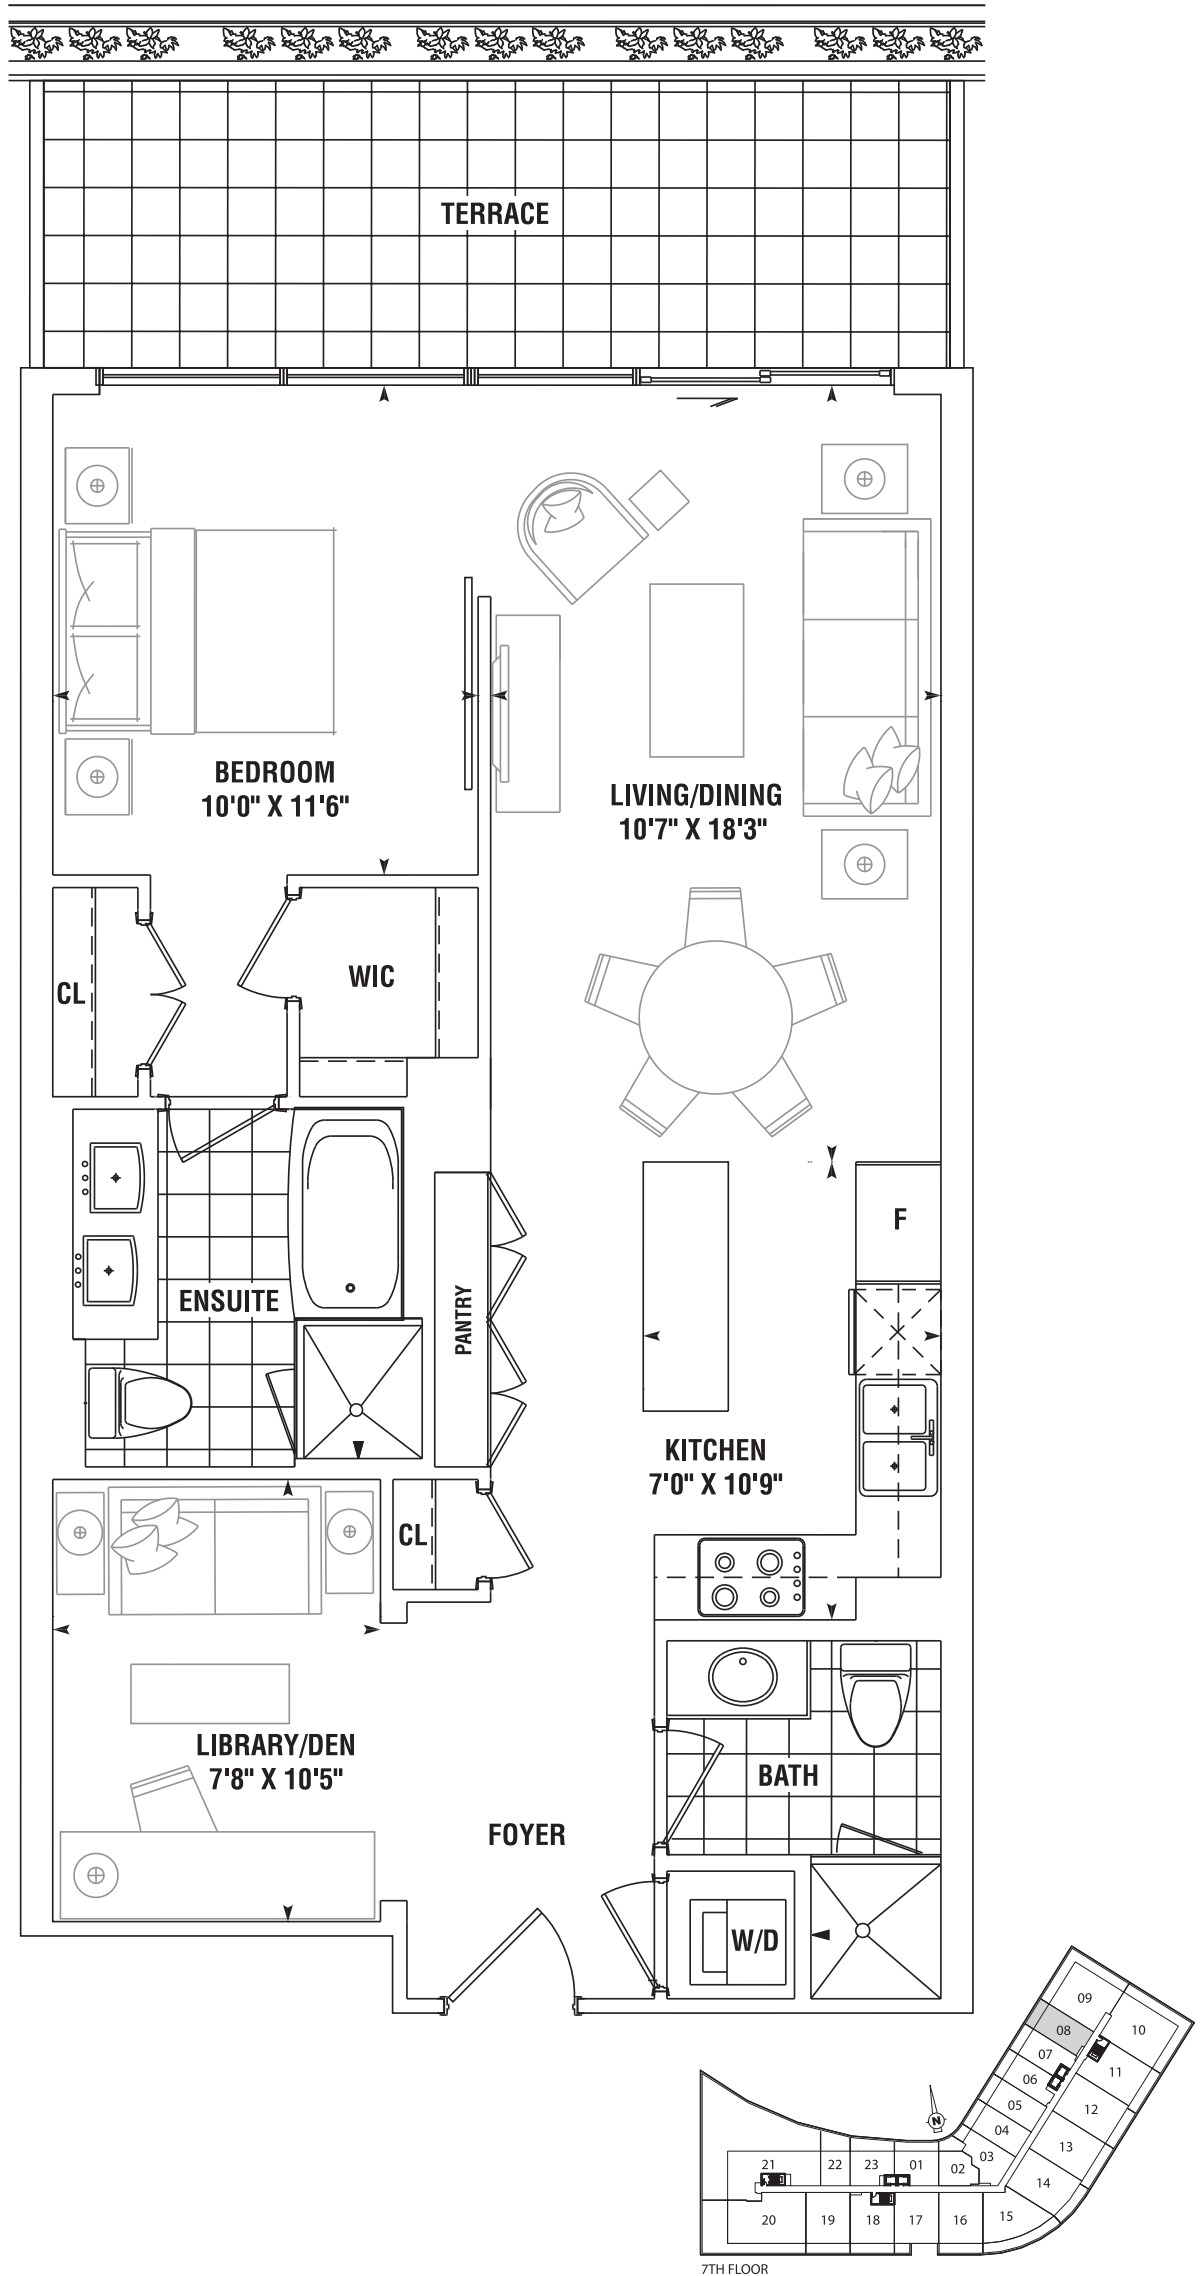 TERRACE
BEDROOM
10'0" X 11'6"
LIVING/DINING
10'7" X 18'3"
CL
WIC
F
ENSUITE
PANTRY
KITCHEN
7'0" X 10'9"
CL
LIBRARY/DEN
7'8" X 10'5"
BATH
FOYER
W/D
09
08
10
07
11
06
05
12
04
13
03
N
14
21
22
23
01
02
20
19
18
17
16
15
7TH FLOOR